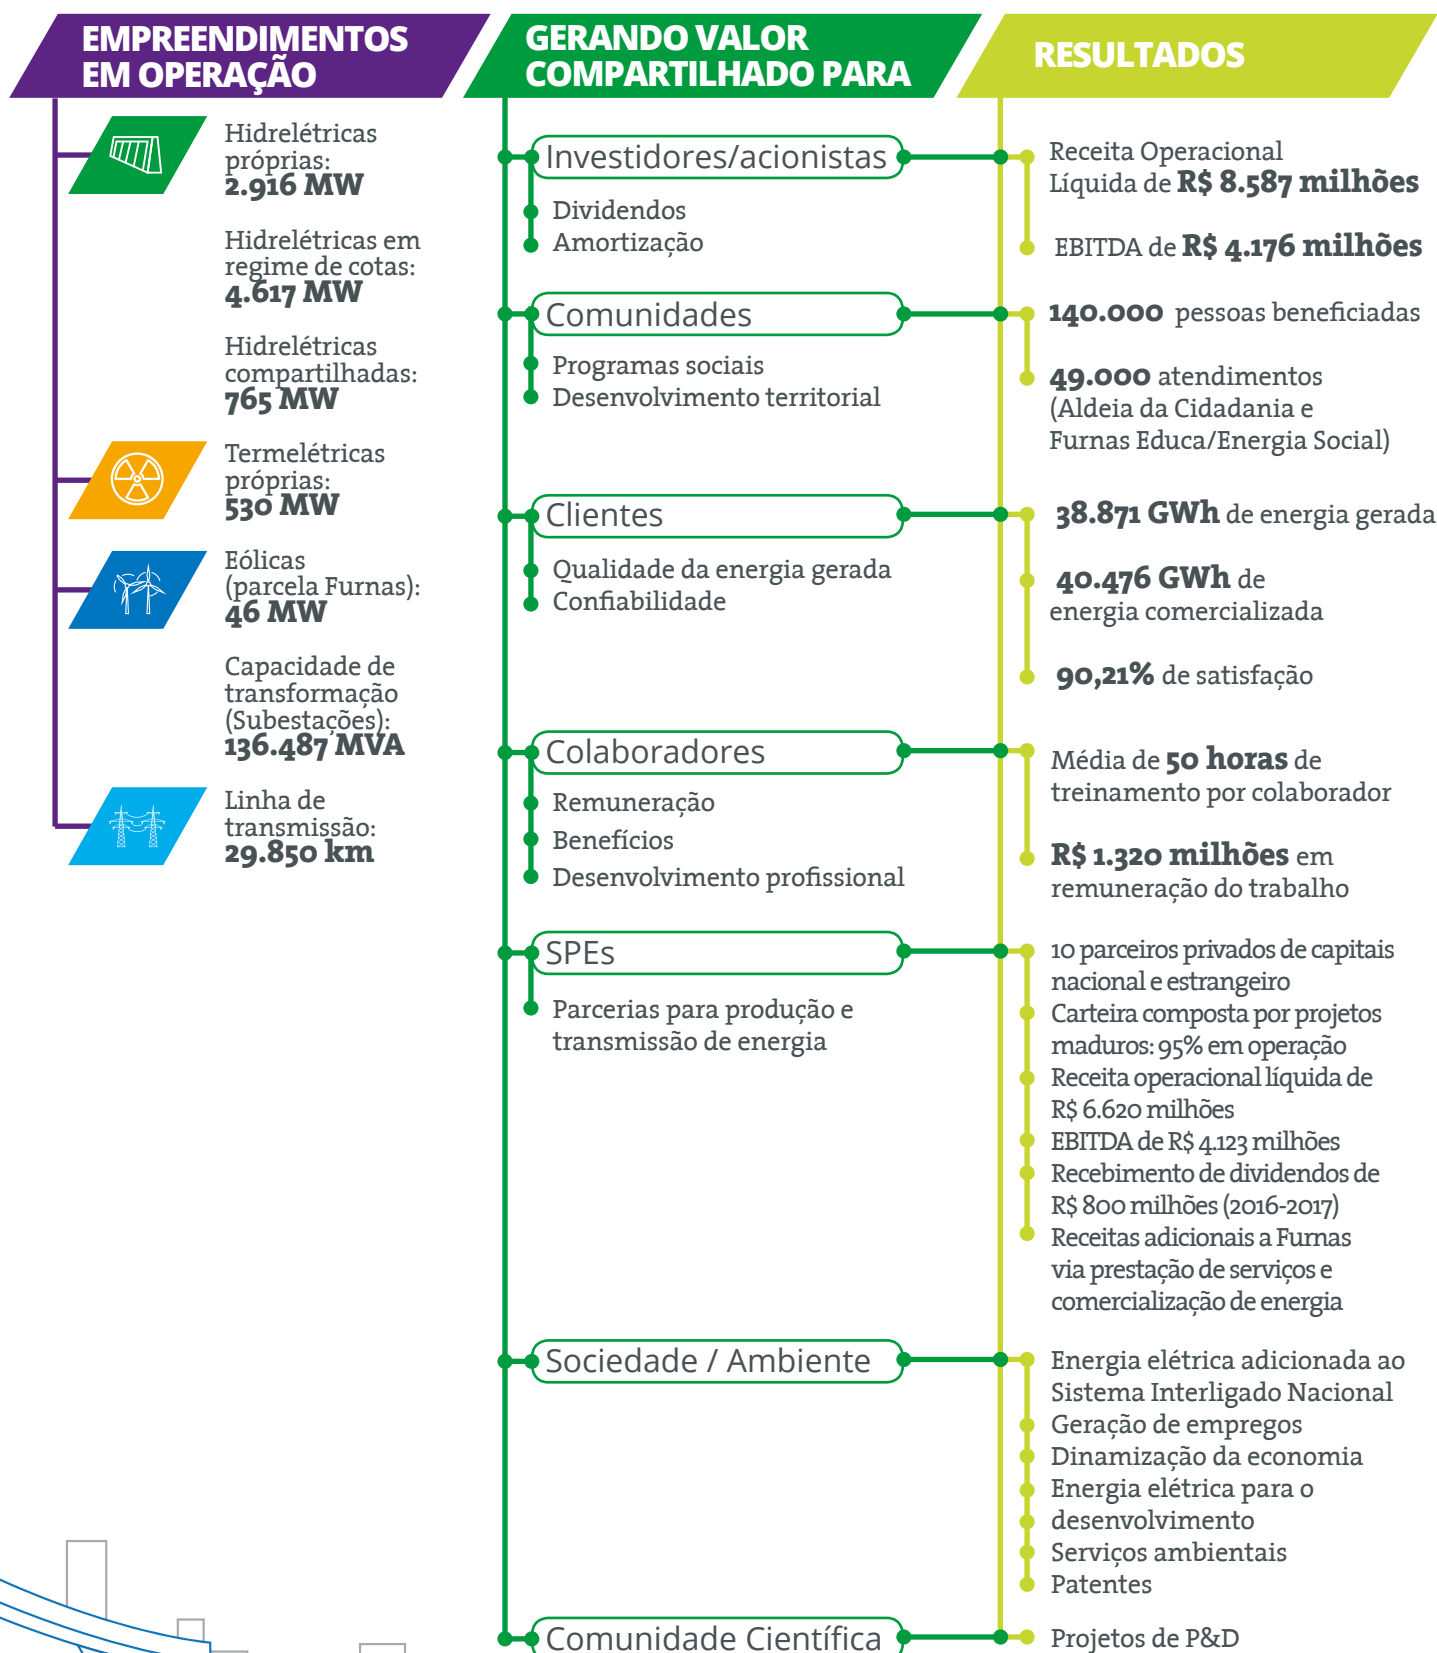 EMPREENDIMENTOS
EM OPERAÇÃO
Hidrelétricas
próprias:
2.916 MW
Hidrelétricas em
regime de cotas:
4.617 MW
Hidrelétricas
compartilhadas:
765 MW
Termelétricas
próprias:
530 MW
Eólicas
(parcela Furnas):
46 MW
Capacidade de
transformação
(Subestações):
136.487 MVA
Linha de
transmissão:
29.850 km
GERANDO VALOR
COMPARTILHADO PARA
Investidores/acionistas
Dividendos
Amortização
Comunidades
Programas sociais
Desenvolvimento territorial
Clientes
Qualidade da energia gerada
Confiabilidade
Colaboradores
Remuneração
Benefícios
Desenvolvimento profissional
SPEs
Parcerias para produção e
transmissão de energia
Sociedade / Ambiente
Comunidade Científica
RESULTADOS
Receita Operacional
Líquida de R$ 8.587 milhões
EBITDA de R$ 4.176 milhões
140.000 pessoas beneficiadas
49.000 atendimentos
(Aldeia da Cidadania e
Furnas Educa/Energia Social)
38.871 GWh de energia gerada
40.476 GWh de
energia comercializada
90,21% de satisfação
Média de 50 horas de
treinamento por colaborador
R$ 1.320 milhões em
remuneração do trabalho
10 parceiros privados de capitais
nacional e estrangeiro
Carteira composta por projetos
maduros: 95% em operação
Receita operacional líquida de
R$ 6.620 milhões
EBITDA de R$ 4.123 milhões
Recebimento de dividendos de
R$ 800 milhões (2016-2017)
Receitas adicionais a Furnas
via prestação de serviços e
comercialização de energia
Energia elétrica adicionada ao
Sistema Interligado Nacional
Geração de empregos
Dinamização da economia
Energia elétrica para o
desenvolvimento
Serviços ambientais
Patentes
Projetos de P&D